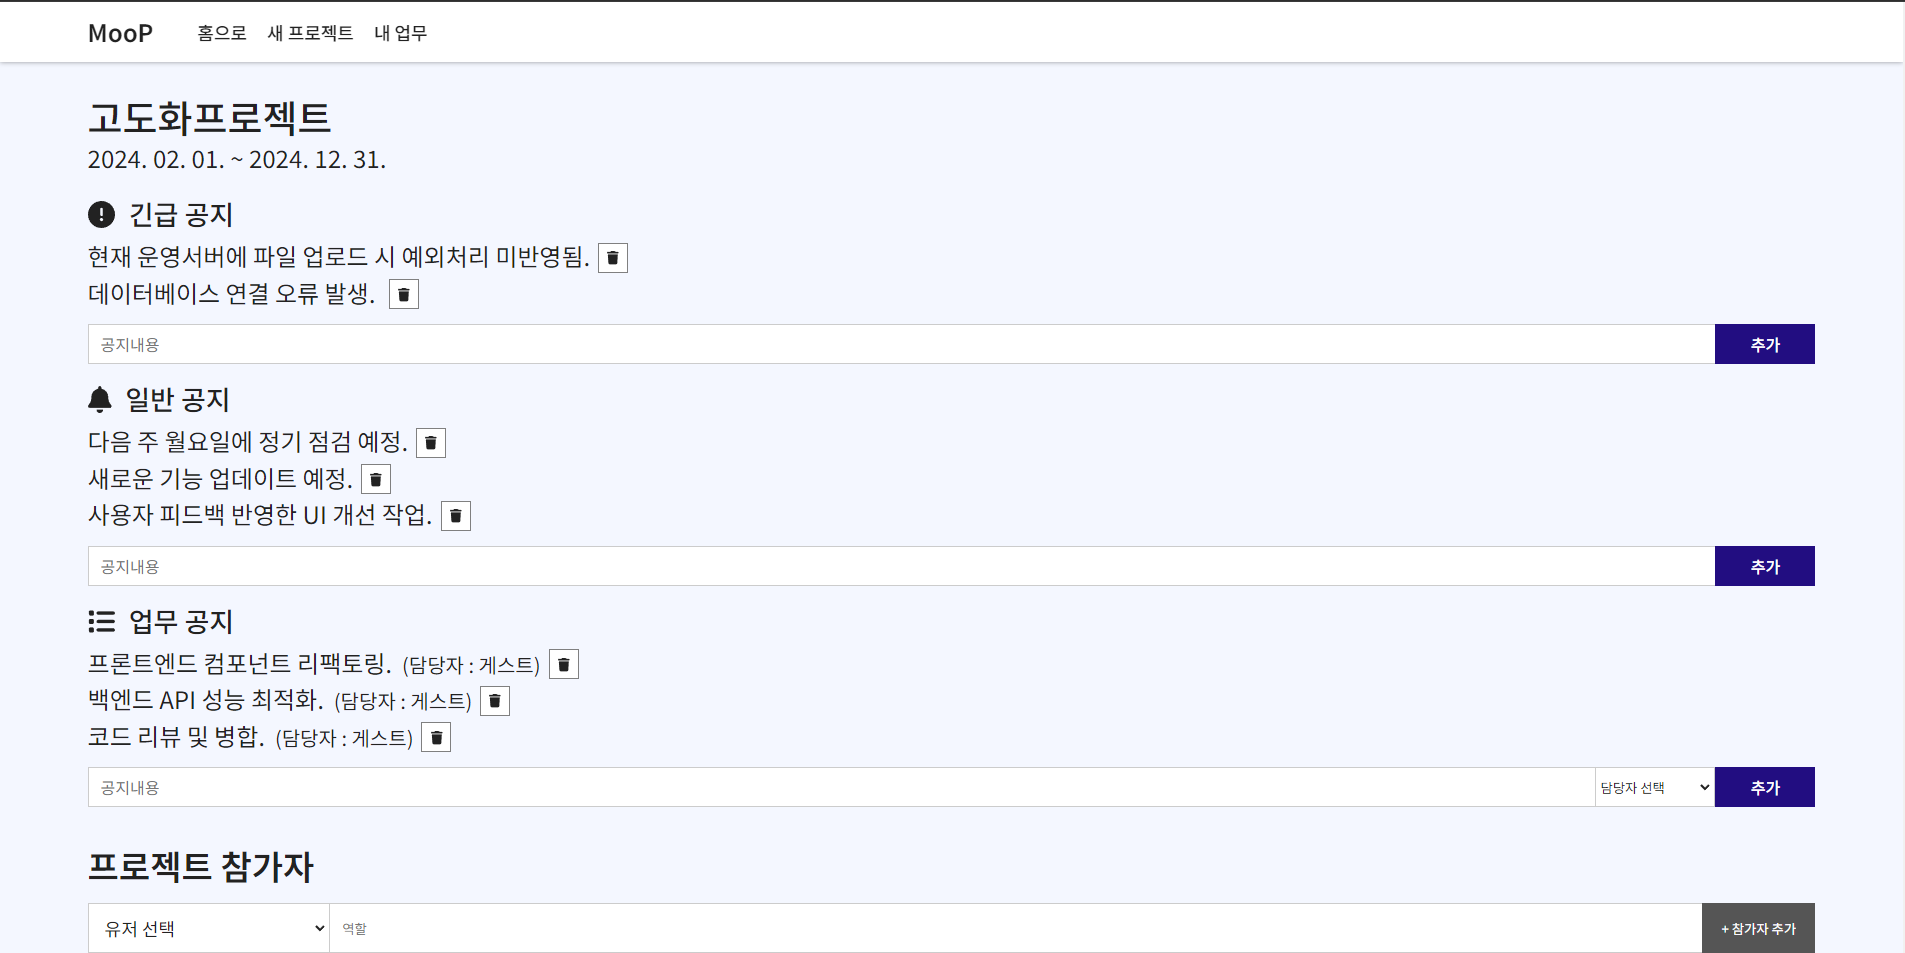 MooP 홈으로 새 프로젝트 내 업무
고도화프로젝트
2024. 02. 01. ~ 2024. 12. 31.
긴급 공지
현재 운영서버에 파일 업로드 시 예외처리 미반영됨.
데이터베이스 연결 오류 발생.
공지내용 추가
일반 공지
다음 주 월요일에 정기 점검 예정.
새로운 기능 업데이트 예정.
사용자 피드백 반영한 UI 개선 작업.
공지내용 추가
업무 공지
프론트엔드 컴포넌트 리팩토링. (담당자 : 게스트)
백엔드 API 성능 최적화. (담당자 : 게스트)
코드 리뷰 및 병합. (담당자 : 게스트)
공지내용 담당자 선택 추가
프로젝트 참가자
유저 선택 역할 + 참가자 추가